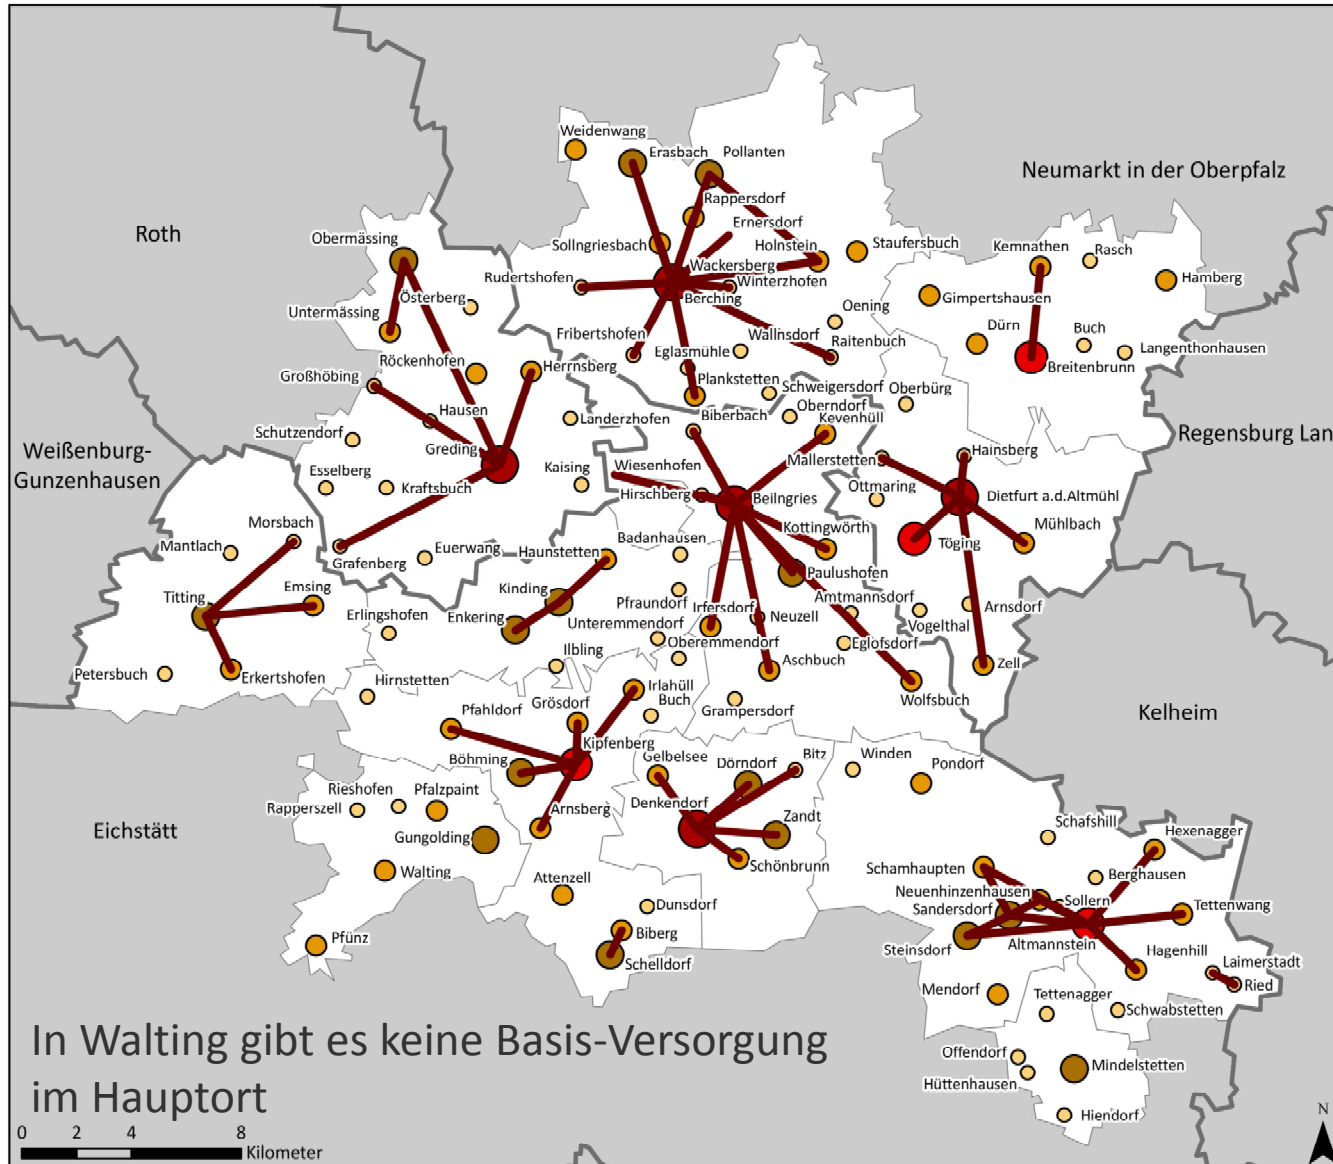 Weidenwang
Erasbach
Pollanten
Neumarkt in der Oberpfalz
Rappersdorf
Ernersdorf
Roth
Obermässing
Sollngriesbach
Holnstein
Staufersbuch
Kemnathen
Rasch
Hamberg
Wackersberg
Rudertshofen
Winterzhofen
Österberg
Berching
Gimpertshausen
Untermässing
Oening
Fribertshofen
Wallnsdorf
Dürn
Buch
Eglasmühle
Raitenbuch
Langenthonhausen
Röckenhofen
Herrnsberg
Breitenbrunn
Großhöbing
Plankstetten
Schweigersdorf
Oberbürg
Hausen
Landerzhofen
Biberbach
Oberndorf
Kevenhüll
Schutzendorf
Regensburg Lan
Weißenburg-
Gunzenhausen
Greding
Hainsberg
Wiesenhofen
Mallerstetten
Esselberg
Kaising
Kraftsbuch
Hirschberg
Beilngries
Ottmaring
Dietfurt a.d.Altmühl
Morsbach
Kottingwörth
Mühlbach
Mantlach
Grafenberg
Euerwang
Haunstetten
Badanhausen
Töging
Paulushofen
Emsing
Kinding
Titting
Pfraundorf
Irfersdorf
Amtmannsdorf
Arnsdorf
Erlingshofen
Enkering
Unteremmendorf
Neuzell
Vogelthal
Oberemmendorf
Eglofsdorf
Ilbling
Aschbuch
Zell
Petersbuch
Erkertshofen
Hirnstetten
Irlahüll
Wolfsbuch
Grösdorf
Buch
Pfahldorf
Grampersdorf
Kelheim
Kipfenberg
Gelbelsee
Dörndorf
Bitz
Winden
Böhming
Pondorf
Rieshofen
Pfalzpaint
Rapperszell
Arnsberg
Denkendorf
Eichstätt
Gungolding
Zandt
Schafshill
Hexenagger
Schönbrunn
Walting
Schamhaupten
Attenzell
Berghausen
Neuenhinzenhausen
Dunsdorf
Sollern
Sandersdorf
Tettenwang
Biberg
Pfünz
Altmannstein
Steinsdorf
Hagenhill
Schelldorf
Laimerstadt
Ried
Mendorf
Tettenagger
Schwabstetten
In Walting gibt es keine Basis-Versorgung
im Hauptort
Offendorf
Mindelstetten
Hüttenhausen
Hiendorf
N
0 2 4 8
Kilometer